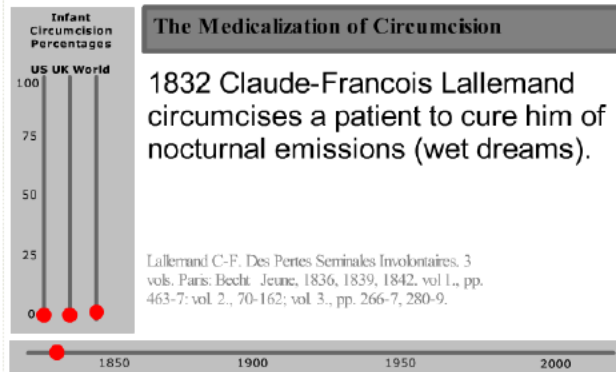 Infant
Circumcision
Percentages
US UK World
100
75
50
25
0
The Medicalization of Circumcision
1832 Claude-Francois Lallemand
circumcises a patient to cure him of
nocturnal emissions (wet dreams).
Lallemand C-F. Des Pertes Seminales Involontaires. 3
vols. Paris: Becht Jeune, 1836, 1839, 1842. vol 1., pp.
463-7: vol. 2., 70-162; vol. 3., pp. 266-7, 280-9.
1850 1900 1950 2000